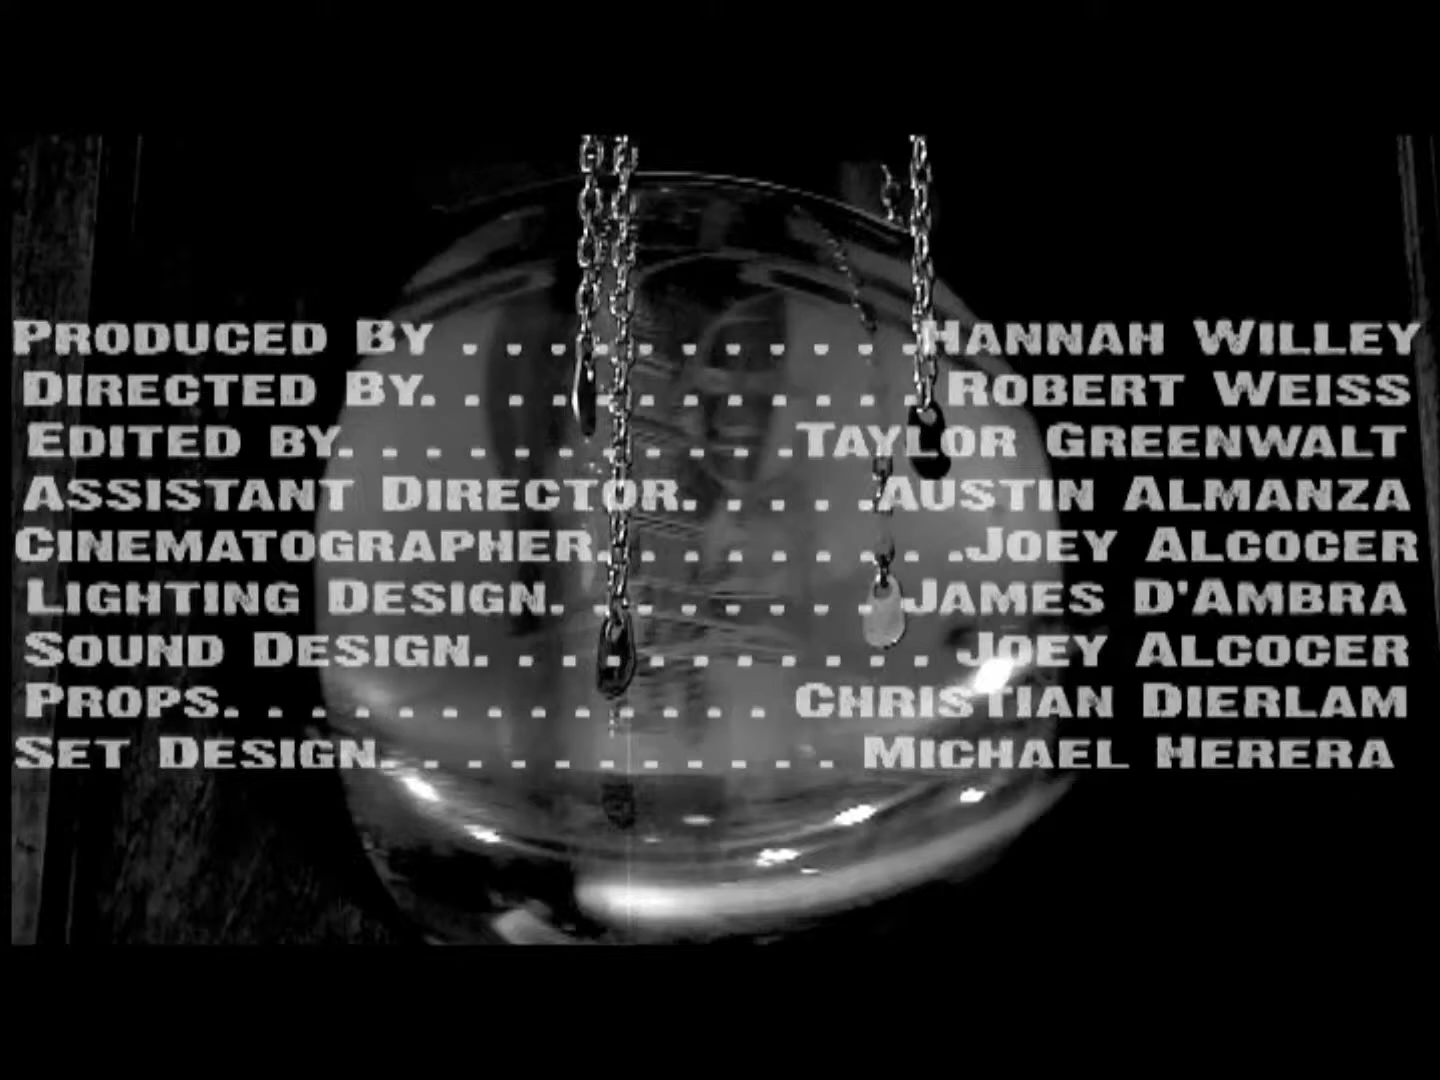 Produced By . . . . . . . . . . . . . . . .Hannah Willey
Directed By. . . . . . . . . . . . . . . . . . Robert Weiss
Edited by. . . . . . . . . . . . . . . .Taylor Greenwalt
Assistant Director. . . . . . .Austin Almanza
Cinematographer. . . . . . . . . . . . .Joey Alcocer
Lighting Design. . . . . . . . . . . . .James D'Ambra
Sound Design. . . . . . . . . . . . . . . . Joey Alcocer
Props. . . . . . . . . . . . . . . . . . . Christian Dierlam
Set Design. . . . . . . . . . . . . . . . Michael Herera